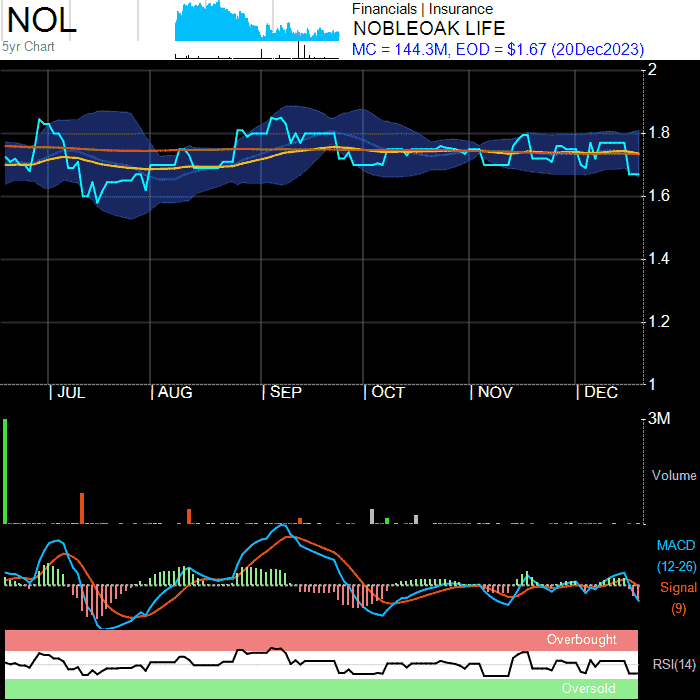 NOL
5yr Chart
Financials | Insurance
NOBLEOAK LIFE
MC = 144.3M, EOD = $1.67 (20Dec2023)
2
1.8
1.6
1.4
1.2
1
| JUL | AUG | SEP | OCT | NOV | DEC
3M
Volume
MACD
(12-26)
Signal
(9)
Overbought
RSI(14)
Oversold